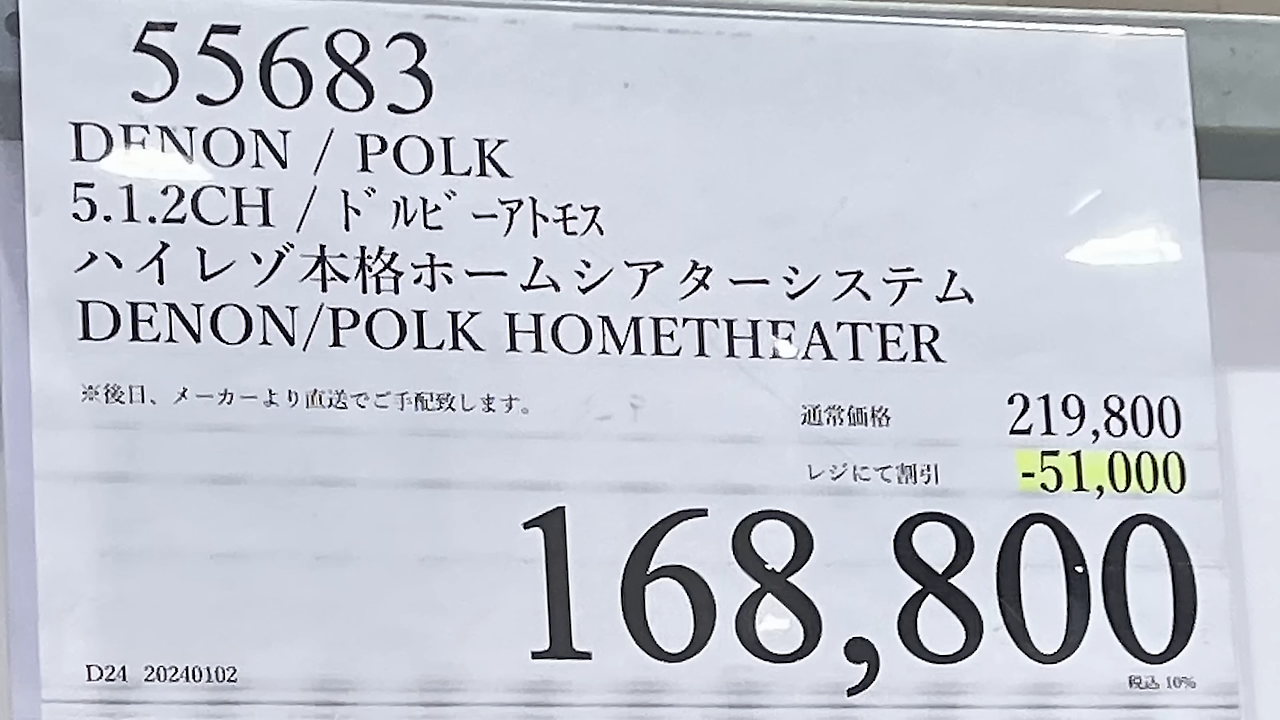 55683
DENON / POLK
5.1.2CH / ﾄﾞﾙﾋﾞｰｱﾄﾓｽ
ハイレゾ本格ホームシアターシステム
DENON/POLK HOMETHEATER
※後日、メーカーより直送でご手配致します。
通常価格 219,800
レジにて割引 -51,000
168,800
D24 20240102
税込 10%